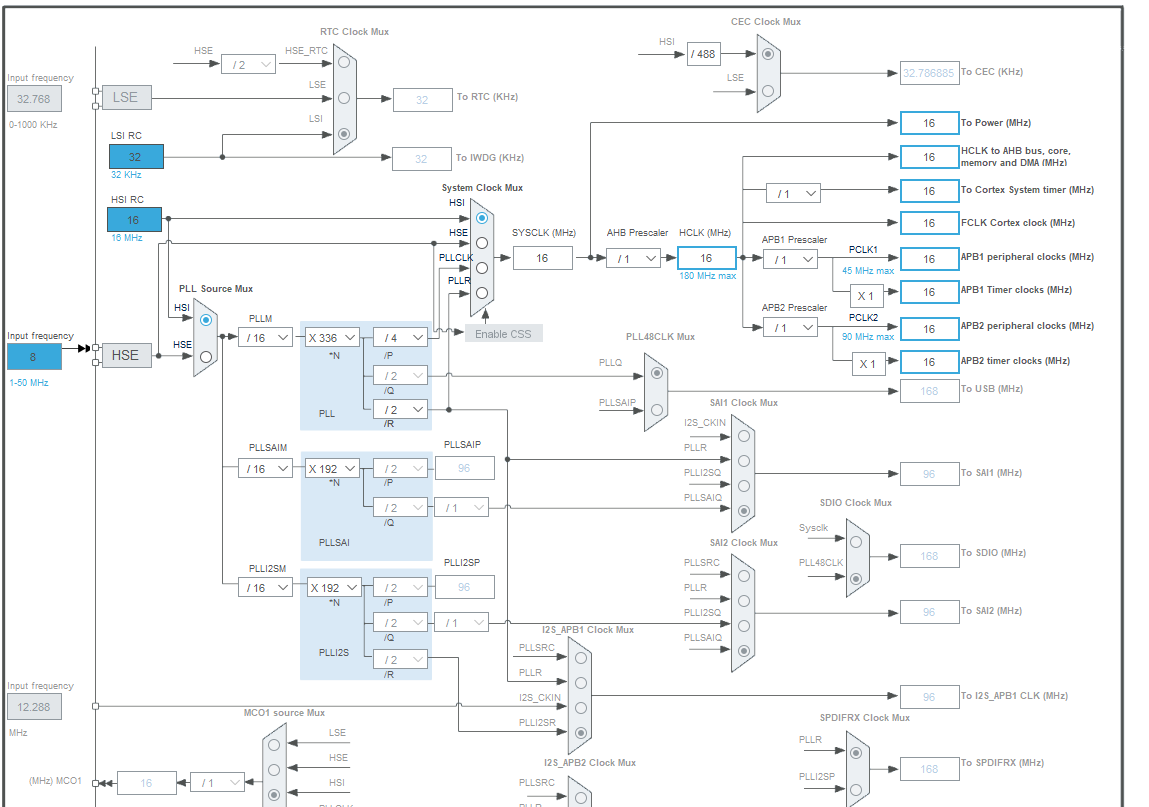 RTC Clock Mux
CEC Clock Mux
HSE
/ 2
HSE_RTC
HSI
/ 488
Input frequency
32.768
0-1000 KHz
LSE
LSE
LSE
32.786885
To CEC (KHz)
32
To RTC (KHz)
LSI
LSI RC
32
32 KHz
32
To IWDG (KHz)
16
To Power (MHz)
16
HCLK to AHB bus, core,
memory and DMA (MHz)
/ 1
16
To Cortex System timer (MHz)
16
FCLK Cortex clock (MHz)
HSI RC
16
16 MHz
System Clock Mux
HSI
HSE
PLLCLK
PLLR
SYSCLK (MHz)
16
AHB Prescaler
/ 1
HCLK (MHz)
16
180 MHz max
APB1 Prescaler
/ 1
PCLK1
45 MHz max
16
APB1 peripheral clocks (MHz)
X 1
16
APB1 Timer clocks (MHz)
APB2 Prescaler
/ 1
PCLK2
90 MHz max
16
APB2 peripheral clocks (MHz)
X 1
16
APB2 timer clocks (MHz)
Enable CSS
PLL Source Mux
HSI
HSE
Input frequency
8
1-50 MHz
HSE
PLLM
/ 16
X 336
*N
/ 4
/P
/ 2
/Q
/ 2
/R
PLL
PLL48CLK Mux
PLLQ
PLLSAIP
168
To USB (MHz)
SAI1 Clock Mux
I2S_CKIN
PLLR
PLLI2SQ
PLLSAIQ
96
To SAI1 (MHz)
PLLSAIM
/ 16
X 192
*N
/ 2
/P
/ 2
/Q
PLLSAI
PLLSAIP
96
/ 1
SDIO Clock Mux
Sysclk
PLL48CLK
168
To SDIO (MHz)
SAI2 Clock Mux
PLLSRC
PLLR
PLLI2SQ
PLLSAIQ
96
To SAI2 (MHz)
PLLI2SM
/ 16
X 192
*N
/ 2
/P
/ 2
/Q
/ 2
/R
PLLI2S
PLLI2SP
96
/ 1
I2S_APB1 Clock Mux
PLLSRC
PLLR
I2S_CKIN
PLLI2SR
96
To I2S_APB1 CLK (MHz)
Input frequency
12.288
MHz
MCO1 source Mux
LSE
HSE
HSI
(MHz) MCO1
16
/ 1
I2S_APB2 Clock Mux
PLLSRC
SPDIFRX Clock Mux
PLLR
PLLI2SP
168
To SPDIFRX (MHz)